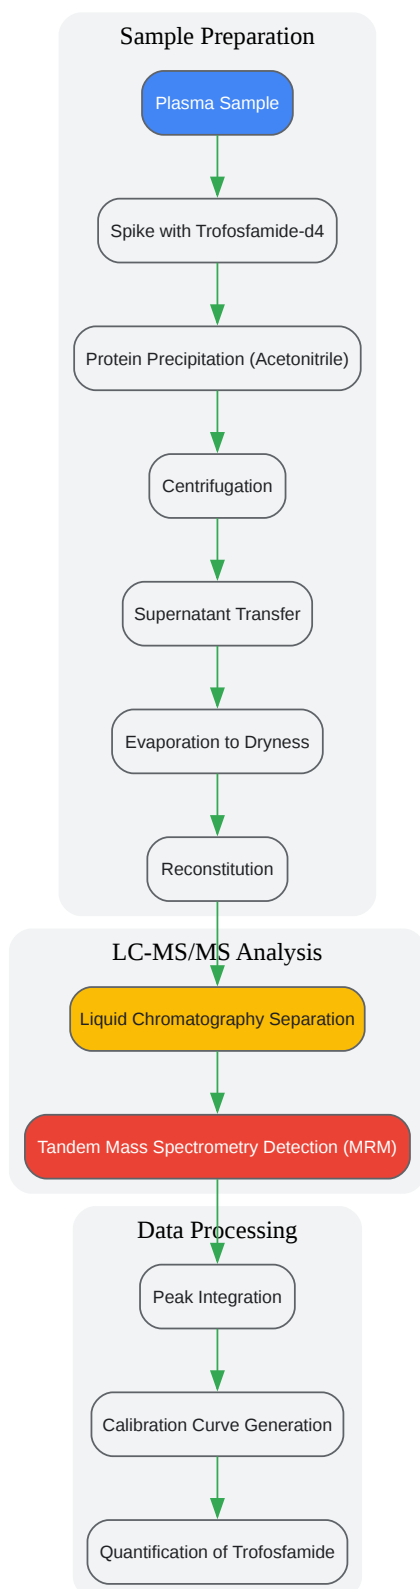 Sample Preparation
Plasma Sample
Spike with Trofosfamide-d4
Protein Precipitation (Acetonitrile)
Centrifugation
Supernatant Transfer
Evaporation to Dryness
Reconstitution
LC-MS/MS Analysis
Liquid Chromatography Separation
Tandem Mass Spectrometry Detection (MRM)
Data Processing
Peak Integration
Calibration Curve Generation
Quantification of Trofosfamide